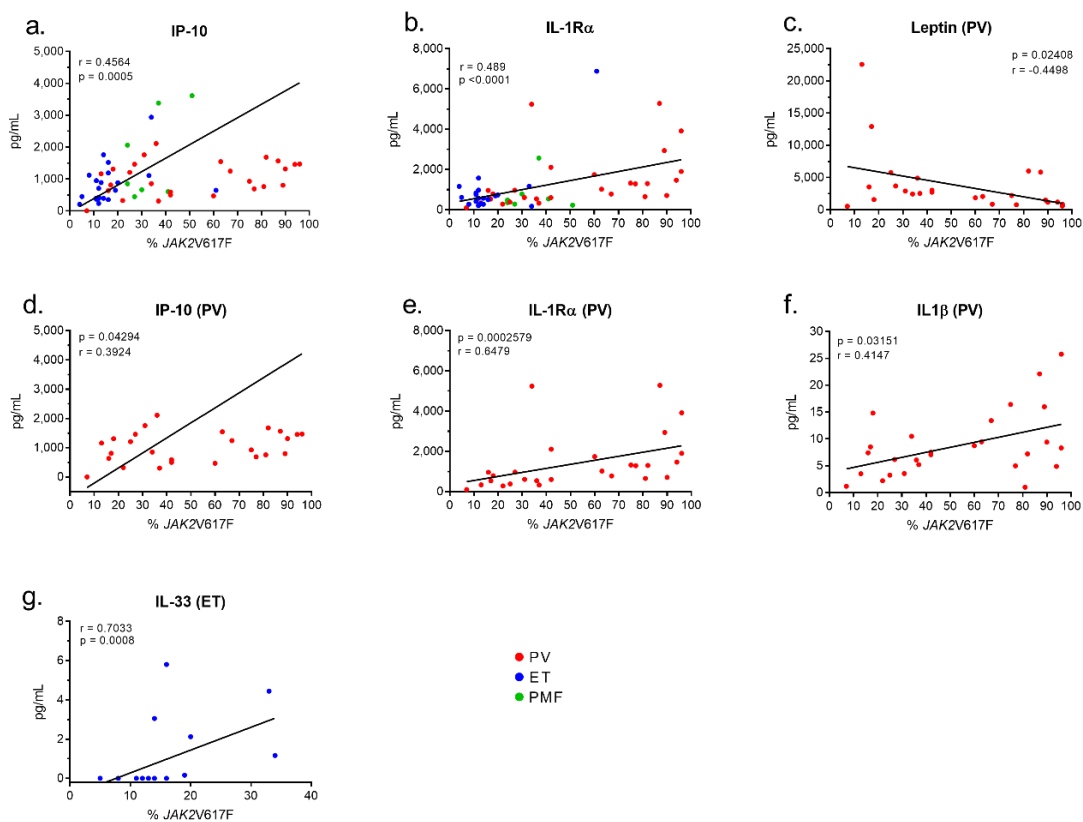 a.
IP-10
r = 0.4564
p = 0.0005
pg/mL
5,000
4,000
3,000
2,000
1,000
0
0 10 20 30 40 50 60 70 80 90 100
% JAK2V617F
b.
IL-1Rα
r = 0.489
p <0.0001
pg/mL
8,000
6,000
4,000
2,000
0
0 10 20 30 40 50 60 70 80 90 100
% JAK2V617F
c.
Leptin (PV)
p = 0.02408
r = -0.4498
pg/mL
25,000
20,000
15,000
10,000
5,000
0
0 10 20 30 40 50 60 70 80 90 100
% JAK2V617F
d.
IP-10 (PV)
p = 0.04294
r = 0.3924
pg/mL
5,000
4,000
3,000
2,000
1,000
0
0 10 20 30 40 50 60 70 80 90 100
% JAK2V617F
e.
IL-1Rα (PV)
p = 0.0002579
r = 0.6479
pg/mL
8,000
6,000
4,000
2,000
0
0 10 20 30 40 50 60 70 80 90 100
% JAK2V617F
f.
IL1β (PV)
p = 0.03151
r = 0.4147
pg/mL
30
25
20
15
10
5
0
0 10 20 30 40 50 60 70 80 90 100
% JAK2V617F
g.
IL-33 (ET)
r = 0.7033
p = 0.0008
pg/mL
8
6
4
2
0
0 10 20 30 40
% JAK2V617F
PV
ET
PMF